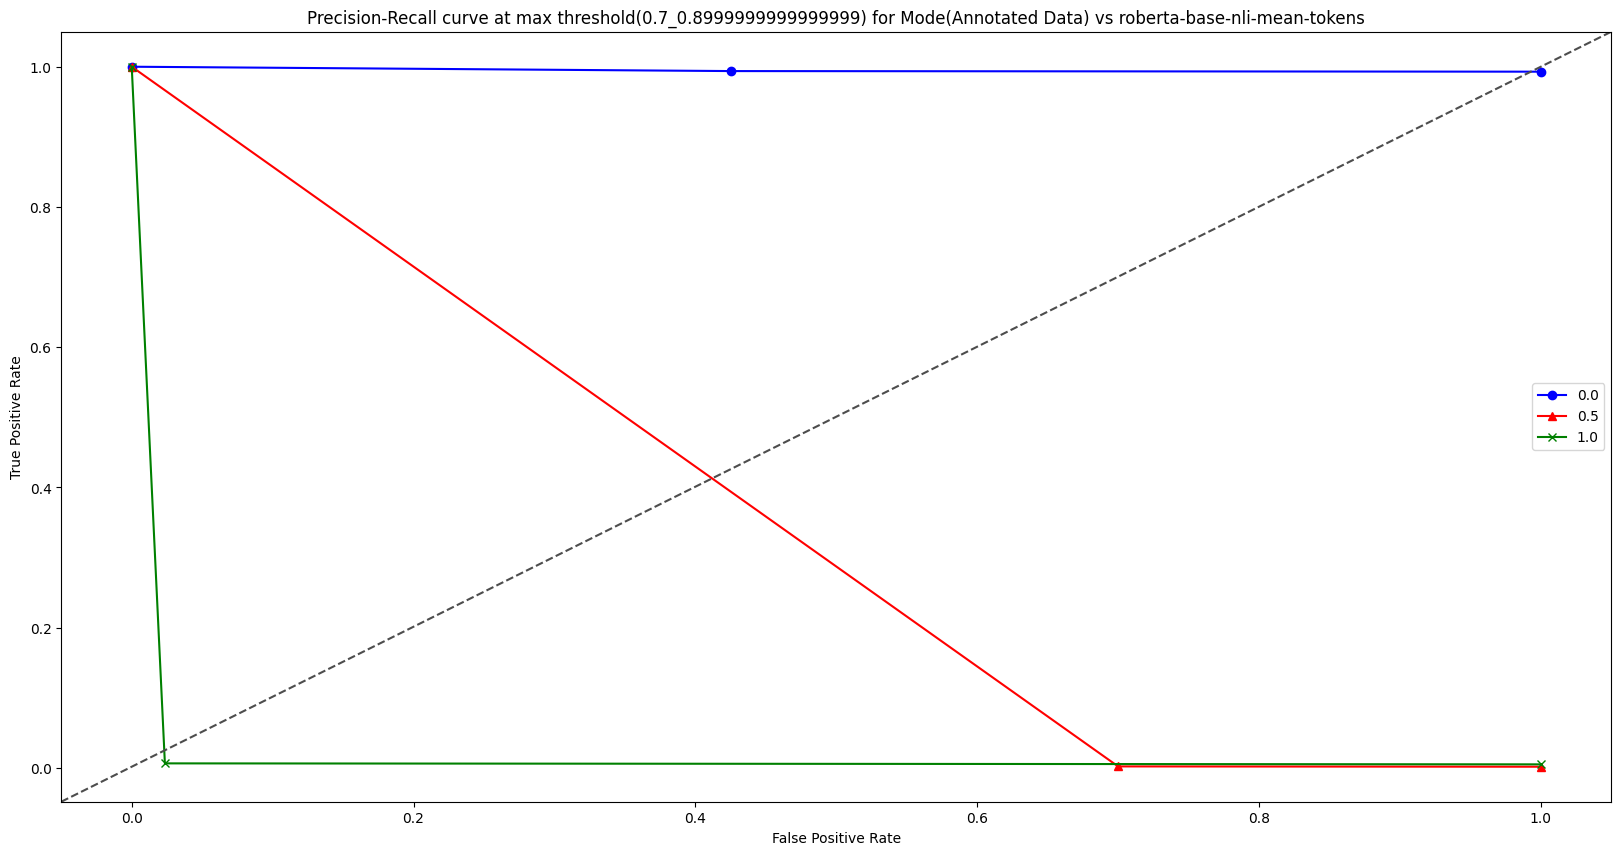 Precision-Recall curve at max threshold(0.7_0.8999999999999999) for Mode(Annotated Data) vs roberta-base-nli-mean-tokens
1.0
0.8
0.6
0.4
0.2
0.0
True Positive Rate
0.0
0.5
1.0
0.0 0.2 0.4 0.6 0.8 1.0
False Positive Rate